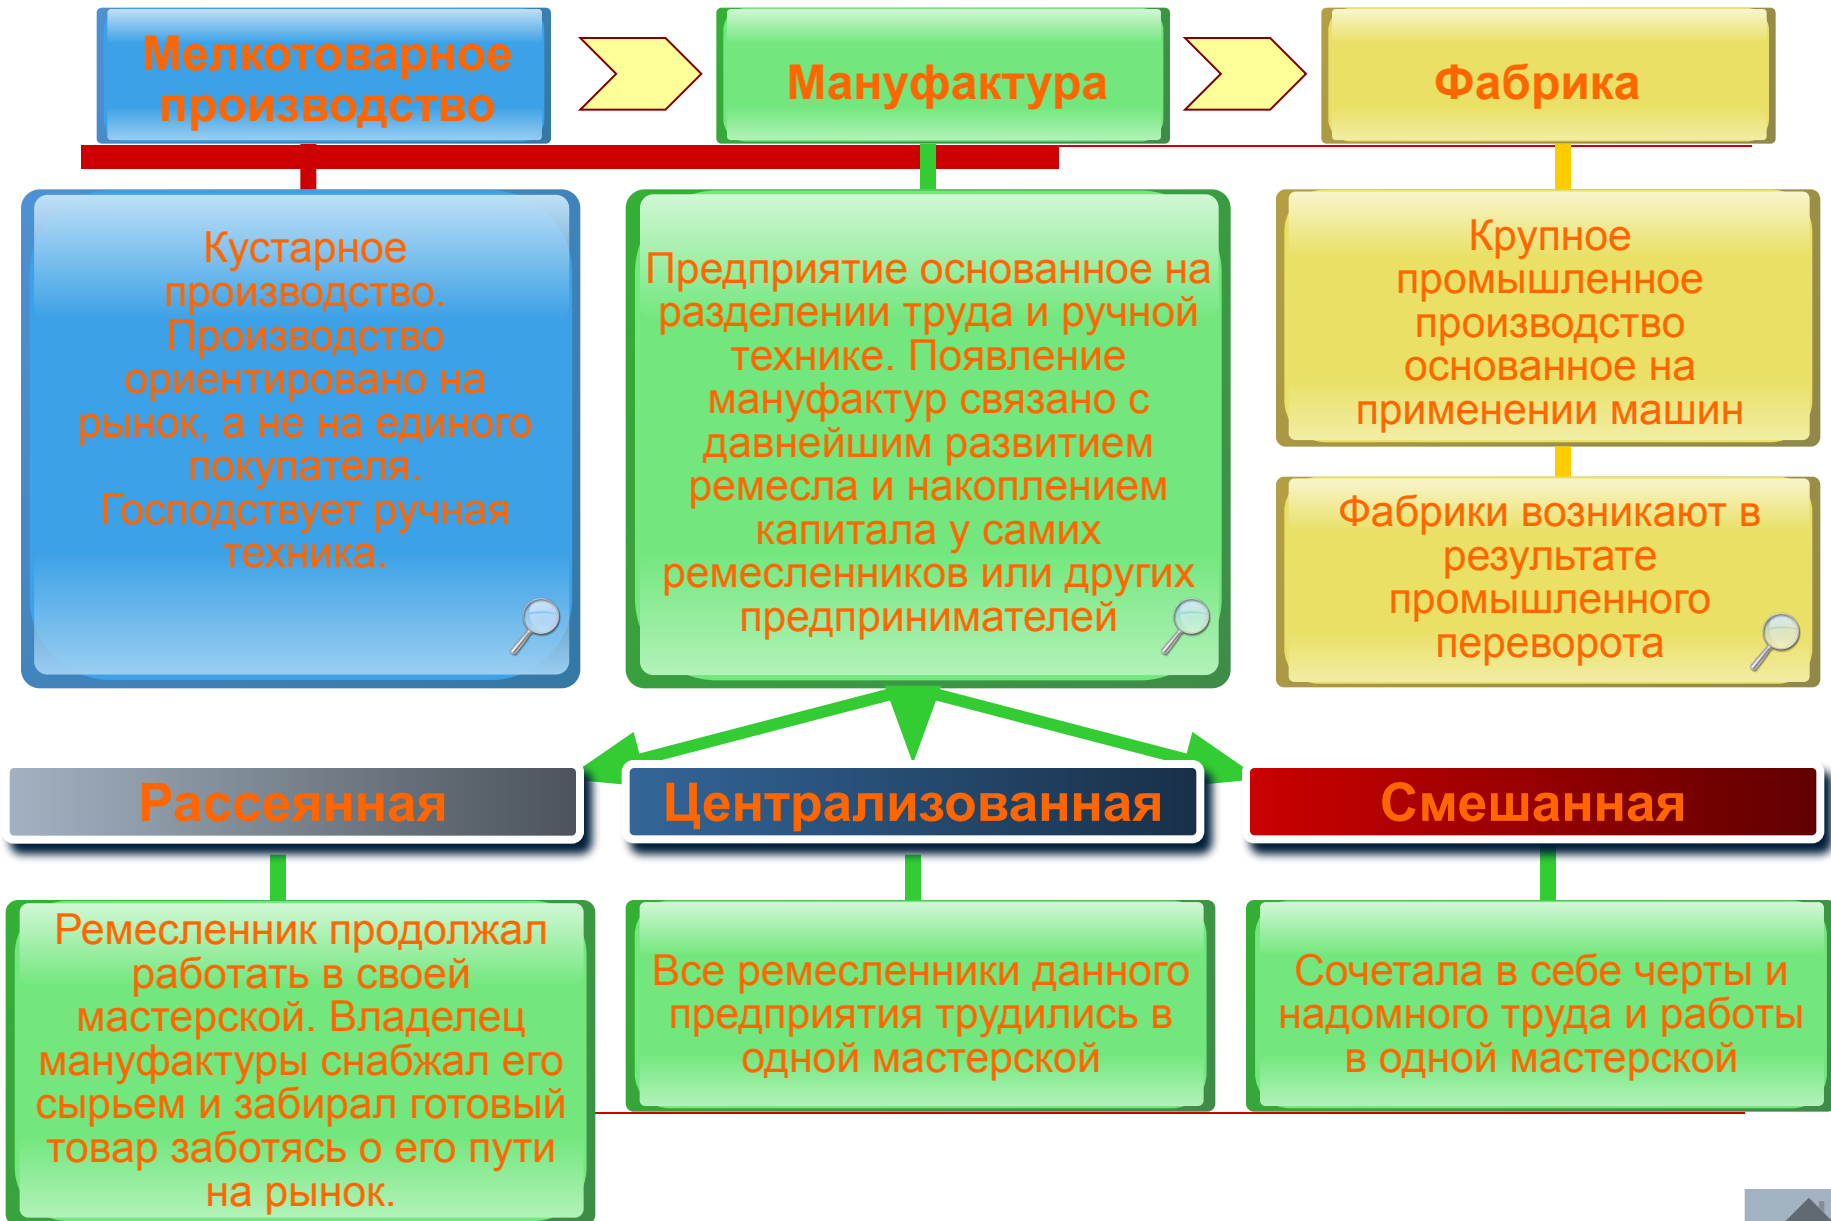 Мелкотоварное
производство
Мануфактура
Фабрика
Кустарное
производство.
Производство
ориентировано на
рынок, а не на единого
покупателя.
Господствует ручная
техника.
Предприятие основанное на
разделении труда и ручной
технике. Появление
мануфактур связано с
давнейшим развитием
ремесла и накоплением
капитала у самих
ремесленников или других
предпринимателей
Крупное
промышленное
производство
основанное на
применении машин
Фабрики возникают в
результате
промышленного
переворота
Рассеянная
Централизованная
Смешанная
Ремесленник продолжал
работать в своей
мастерской. Владелец
мануфактуры снабжал его
сырьем и забирал готовый
товар заботясь о его пути
на рынок.
Все ремесленники данного
предприятия трудились в
одной мастерской
Сочетала в себе черты и
надомного труда и работы
в одной мастерской